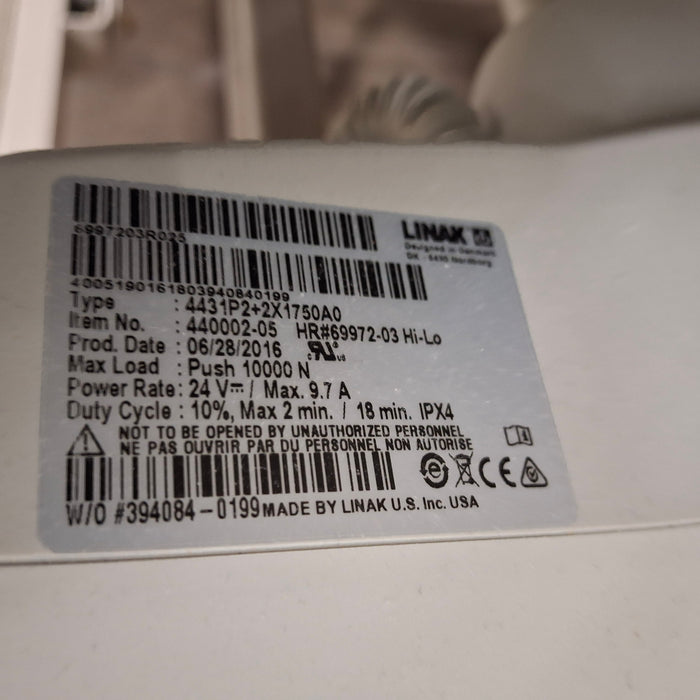 6997203R025
LINAK
Designed in Denmark
DK - 6430 Nordborg
4005190161803940840199
Type : 4431P2+2X1750A0
Item No. : 440002-05 HR#69972-03 Hi-Lo
Prod. Date : 06/28/2016
Max Load : Push 10000 N
Power Rate : 24 V⎓ / Max. 9.7 A
Duty Cycle : 10%, Max 2 min. / 18 min. IPX4
NOT TO BE OPENED BY UNAUTHORIZED PERSONNEL
NE PAS OUVRIR PAR DU PERSONNEL NON AUTORISE
W/O #394084-0199 MADE BY LINAK U.S. Inc. USA